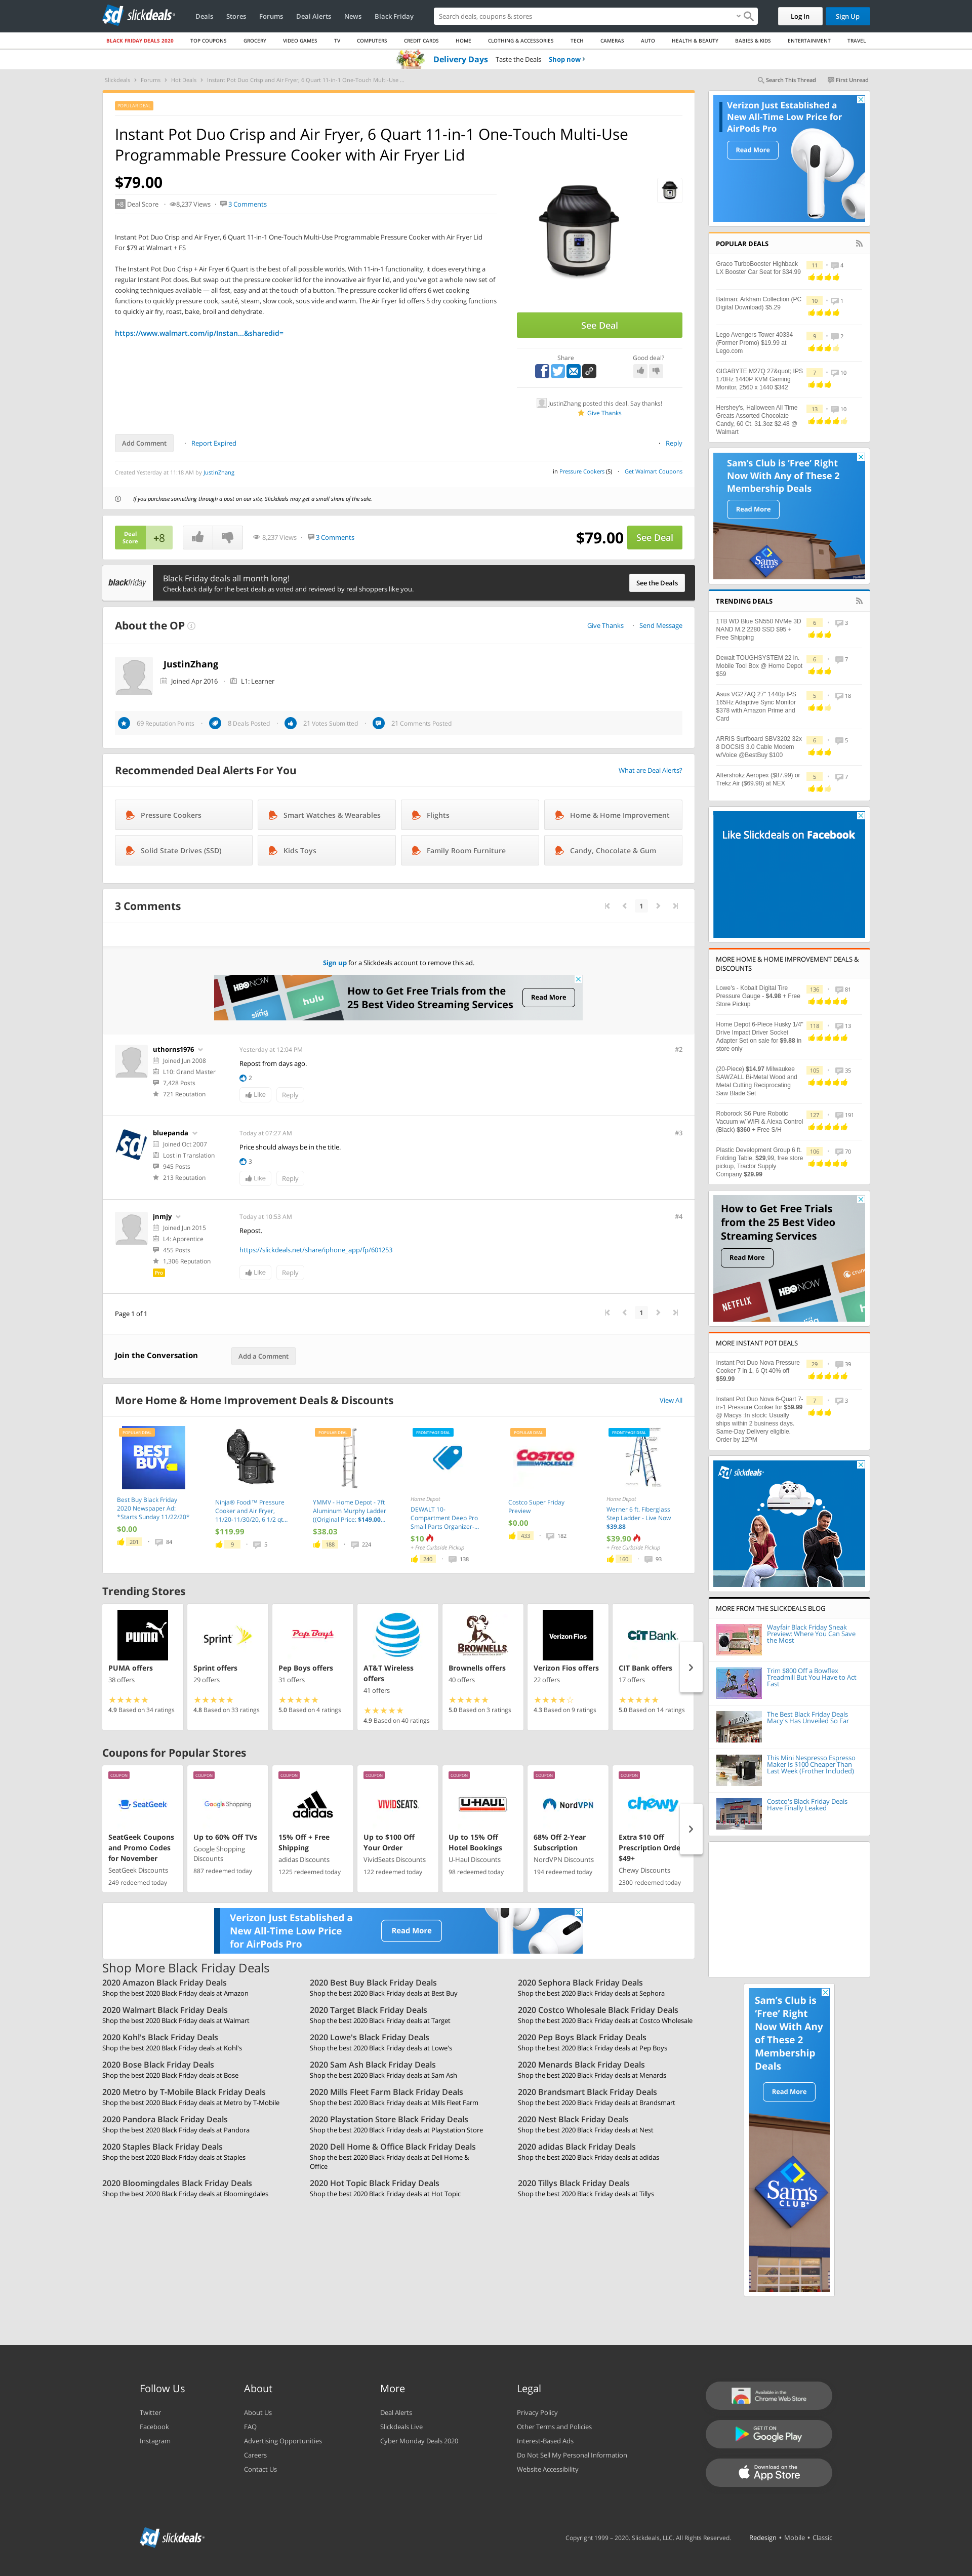 slickdeals
Deals
Stores
Forums
Deal Alerts
News
Black Friday
Search deals, coupons & stores
Log In
Sign Up
BLACK FRIDAY DEALS 2020
TOP COUPONS
GROCERY
VIDEO GAMES
TV
COMPUTERS
CREDIT CARDS
HOME
CLOTHING & ACCESSORIES
TECH
CAMERAS
AUTO
HEALTH & BEAUTY
BABIES & KIDS
ENTERTAINMENT
TRAVEL
Delivery Days Taste the Deals Shop now ›
Slickdeals › Forums › Hot Deals › Instant Pot Duo Crisp and Air Fryer, 6 Quart 11-in-1 One-Touch Multi-Use ...
Search This Thread
First Unread
POPULAR DEAL
Instant Pot Duo Crisp and Air Fryer, 6 Quart 11-in-1 One-Touch Multi-Use
Programmable Pressure Cooker with Air Fryer Lid
$79.00
+8 Deal Score · 8,237 Views · 3 Comments
Instant Pot Duo Crisp and Air Fryer, 6 Quart 11-in-1 One-Touch Multi-Use Programmable Pressure Cooker with Air Fryer Lid
For $79 at Walmart + FS
The Instant Pot Duo Crisp + Air Fryer 6 Quart is the best of all possible worlds. With 11-in-1 functionality, it does everything a
regular Instant Pot does. But swap out the pressure cooker lid for the innovative air fryer lid, and you've got a whole new set of
cooking techniques available — all fast, easy and at the touch of a button. The pressure cooker lid offers 6 wet cooking
functions to quickly pressure cook, sauté, steam, slow cook, sous vide and warm. The Air Fryer lid offers 5 dry cooking functions
to quickly air fry, roast, bake, broil and dehydrate.
https://www.walmart.com/ip/Instan...&sharedid=
See Deal
Share
Good deal?
JustinZhang posted this deal. Say thanks!
Give Thanks
Add Comment · Report Expired
· Reply
Created Yesterday at 11:18 AM by JustinZhang
in Pressure Cookers (5) · Get Walmart Coupons
If you purchase something through a post on our site, Slickdeals may get a small share of the sale.
Deal
Score
+8
8,237 Views · 3 Comments
$79.00
See Deal
blackfriday
Black Friday deals all month long!
Check back daily for the best deals as voted and reviewed by real shoppers like you.
See the Deals
About the OP
Give Thanks · Send Message
JustinZhang
Joined Apr 2016 · L1: Learner
69 Reputation Points · 8 Deals Posted · 21 Votes Submitted · 21 Comments Posted
Recommended Deal Alerts For You
What are Deal Alerts?
Pressure Cookers
Smart Watches & Wearables
Flights
Home & Home Improvement
Solid State Drives (SSD)
Kids Toys
Family Room Furniture
Candy, Chocolate & Gum
3 Comments
1
Sign up for a Slickdeals account to remove this ad.
HBO NOW
sling
hulu
How to Get Free Trials from the
25 Best Video Streaming Services
Read More
uthorns1976
Joined Jun 2008
L10: Grand Master
7,428 Posts
721 Reputation
Yesterday at 12:04 PM
#2
Repost from days ago.
2
Like
Reply
bluepanda
Joined Oct 2007
Lost in Translation
945 Posts
213 Reputation
Today at 07:27 AM
#3
Price should always be in the title.
3
Like
Reply
jnmjy
Joined Jun 2015
L4: Apprentice
455 Posts
1,306 Reputation
Pro
Today at 10:53 AM
#4
Repost.
https://slickdeals.net/share/iphone_app/fp/601253
Like
Reply
Page 1 of 1
1
Join the Conversation
Add a Comment
More Home & Home Improvement Deals & Discounts
View All
POPULAR DEAL
BEST
BUY
Best Buy Black Friday
2020 Newspaper Ad:
*Starts Sunday 11/22/20*
$0.00
201 · 84
Ninja® Foodi™ Pressure
Cooker and Air Fryer,
11/20-11/30/20, 6 1/2 qt...
$119.99
9 · 5
POPULAR DEAL
YMMV - Home Depot - 7ft
Aluminum Murphy Ladder
((Original Price: $149.00...
$38.03
188 · 224
FRONTPAGE DEAL
Home Depot
DEWALT 10-
Compartment Deep Pro
Small Parts Organizer-...
$10
+ Free Curbside Pickup
240 · 138
POPULAR DEAL
COSTCO
WHOLESALE
Costco Super Friday
Preview
$0.00
433 · 182
FRONTPAGE DEAL
Home Depot
Werner 6 ft. Fiberglass
Step Ladder - Live Now
$39.88
$39.90
+ Free Curbside Pickup
160 · 93
Trending Stores
PUMA
PUMA offers
38 offers
4.9 Based on 34 ratings
Sprint
Sprint offers
29 offers
4.8 Based on 33 ratings
Pep Boys
Pep Boys offers
31 offers
5.0 Based on 4 ratings
AT&T Wireless
offers
41 offers
4.9 Based on 40 ratings
BROWNELLS
Brownells offers
40 offers
5.0 Based on 3 ratings
Verizon Fios
Verizon Fios offers
22 offers
4.3 Based on 9 ratings
CIT Bank
CIT Bank offers
17 offers
5.0 Based on 14 ratings
Coupons for Popular Stores
COUPON
SeatGeek
SeatGeek Coupons
and Promo Codes
for November
SeatGeek Discounts
249 redeemed today
COUPON
Google Shopping
Up to 60% Off TVs
Google Shopping
Discounts
887 redeemed today
COUPON
adidas
15% Off + Free
Shipping
adidas Discounts
1225 redeemed today
COUPON
VIVIDSEATS
Up to $100 Off
Your Order
VividSeats Discounts
122 redeemed today
COUPON
U-HAUL
Up to 15% Off
Hotel Bookings
U-Haul Discounts
98 redeemed today
COUPON
NordVPN
68% Off 2-Year
Subscription
NordVPN Discounts
194 redeemed today
COUPON
chewy
Extra $10 Off
Prescription Orde
$49+
Chewy Discounts
2300 redeemed today
Verizon Just Established a
New All-Time Low Price
for AirPods Pro
Read More
Shop More Black Friday Deals
2020 Amazon Black Friday Deals
Shop the best 2020 Black Friday deals at Amazon
2020 Best Buy Black Friday Deals
Shop the best 2020 Black Friday deals at Best Buy
2020 Sephora Black Friday Deals
Shop the best 2020 Black Friday deals at Sephora
2020 Walmart Black Friday Deals
Shop the best 2020 Black Friday deals at Walmart
2020 Target Black Friday Deals
Shop the best 2020 Black Friday deals at Target
2020 Costco Wholesale Black Friday Deals
Shop the best 2020 Black Friday deals at Costco Wholesale
2020 Kohl's Black Friday Deals
Shop the best 2020 Black Friday deals at Kohl's
2020 Lowe's Black Friday Deals
Shop the best 2020 Black Friday deals at Lowe's
2020 Pep Boys Black Friday Deals
Shop the best 2020 Black Friday deals at Pep Boys
2020 Bose Black Friday Deals
Shop the best 2020 Black Friday deals at Bose
2020 Sam Ash Black Friday Deals
Shop the best 2020 Black Friday deals at Sam Ash
2020 Menards Black Friday Deals
Shop the best 2020 Black Friday deals at Menards
2020 Metro by T-Mobile Black Friday Deals
Shop the best 2020 Black Friday deals at Metro by T-Mobile
2020 Mills Fleet Farm Black Friday Deals
Shop the best 2020 Black Friday deals at Mills Fleet Farm
2020 Brandsmart Black Friday Deals
Shop the best 2020 Black Friday deals at Brandsmart
2020 Pandora Black Friday Deals
Shop the best 2020 Black Friday deals at Pandora
2020 Playstation Store Black Friday Deals
Shop the best 2020 Black Friday deals at Playstation Store
2020 Nest Black Friday Deals
Shop the best 2020 Black Friday deals at Nest
2020 Staples Black Friday Deals
Shop the best 2020 Black Friday deals at Staples
2020 Dell Home & Office Black Friday Deals
Shop the best 2020 Black Friday deals at Dell Home &
Office
2020 adidas Black Friday Deals
Shop the best 2020 Black Friday deals at adidas
2020 Bloomingdales Black Friday Deals
Shop the best 2020 Black Friday deals at Bloomingdales
2020 Hot Topic Black Friday Deals
Shop the best 2020 Black Friday deals at Hot Topic
2020 Tillys Black Friday Deals
Shop the best 2020 Black Friday deals at Tillys
Verizon Just Established a
New All-Time Low Price for
AirPods Pro
Read More
POPULAR DEALS
Graco TurboBooster Highback
LX Booster Car Seat for $34.99
11 · 4
Batman: Arkham Collection (PC
Digital Download) $5.29
10 · 1
Lego Avengers Tower 40334
(Former Promo) $19.99 at
Lego.com
9 · 2
GIGABYTE M27Q 27&quot; IPS
170Hz 1440P KVM Gaming
Monitor, 2560 x 1440 $342
7 · 10
Hershey's, Halloween All Time
Greats Assorted Chocolate
Candy, 60 Ct. 31.3oz $2.48 @
Walmart
13 · 10
Sam's Club is 'Free' Right
Now With Any of These 2
Membership Deals
Read More
Sam's
TRENDING DEALS
1TB WD Blue SN550 NVMe 3D
NAND M.2 2280 SSD $95 +
Free Shipping
6 · 3
Dewalt TOUGHSYSTEM 22 in.
Mobile Tool Box @ Home Depot
$59
6 · 7
Asus VG27AQ 27" 1440p IPS
165Hz Adaptive Sync Monitor
$378 with Amazon Prime and
Card
5 · 18
ARRIS Surfboard SBV3202 32x
8 DOCSIS 3.0 Cable Modem
w/Voice @BestBuy $100
6 · 5
Aftershokz Aeropex ($87.99) or
Trekz Air ($69.98) at NEX
5 · 7
Like Slickdeals on Facebook
MORE HOME & HOME IMPROVEMENT DEALS &
DISCOUNTS
Lowe's - Kobalt Digital Tire
Pressure Gauge - $4.98 + Free
Store Pickup
136 · 81
Home Depot 6-Piece Husky 1/4"
Drive Impact Driver Socket
Adapter Set on sale for $9.88 in
store only
118 · 13
(20-Piece) $14.97 Milwaukee
SAWZALL Bi-Metal Wood and
Metal Cutting Reciprocating
Saw Blade Set
105 · 35
Roborock S6 Pure Robotic
Vacuum w/ WiFi & Alexa Control
(Black) $360 + Free S/H
127 · 191
Plastic Development Group 6 ft.
Folding Table, $29.99, free store
pickup, Tractor Supply
Company $29.99
106 · 70
How to Get Free Trials
from the 25 Best Video
Streaming Services
Read More
NETFLIX
HBO NOW
MORE INSTANT POT DEALS
Instant Pot Duo Nova Pressure
Cooker 7 in 1, 6 Qt 40% off
$59.99
29 · 39
Instant Pot Duo Nova 6-Quart 7-
in-1 Pressure Cooker for $59.99
@ Macys :In stock: Usually
ships within 2 business days.
Same-Day Delivery eligible.
Order by 12PM
7 · 3
slickdeals
MORE FROM THE SLICKDEALS BLOG
Wayfair Black Friday Sneak
Preview: Where You Can Save
the Most
Trim $800 Off a Bowflex
Treadmill But You Have to Act
Fast
The Best Black Friday Deals
Macy's Has Unveiled So Far
This Mini Nespresso Espresso
Maker Is $100 Cheaper Than
Last Week (Frother Included)
Costco's Black Friday Deals
Have Finally Leaked
Sam's Club is
'Free' Right
Now With Any
of These 2
Membership
Deals
Read More
Sam's
CLUB
Follow Us
Twitter
Facebook
Instagram
About
About Us
FAQ
Advertising Opportunities
Careers
Contact Us
More
Deal Alerts
Slickdeals Live
Cyber Monday Deals 2020
Legal
Privacy Policy
Other Terms and Policies
Interest-Based Ads
Do Not Sell My Personal Information
Website Accessibility
Available in the
Chrome Web Store
GET IT ON
Google Play
Download on the
App Store
slickdeals
Copyright 1999 – 2020. Slickdeals, LLC. All Rights Reserved.
Redesign • Mobile • Classic